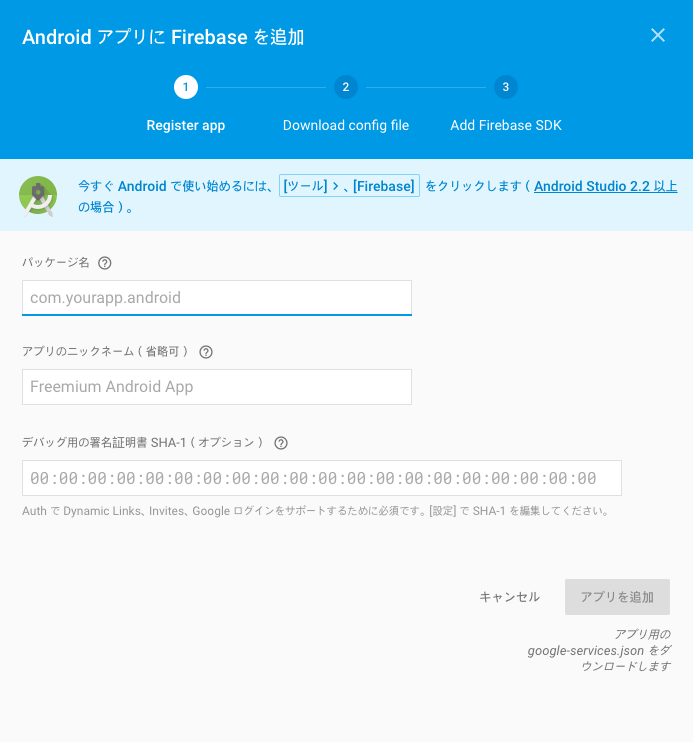 Android アプリに Firebase を追加
1 2 3
Register app Download config file Add Firebase SDK
今すぐ Android で使い始めるには、[ツール] > 、[Firebase] をクリックします ( Android Studio 2.2 以上
の場合 ) 。
パッケージ名
com.yourapp.android
アプリのニックネーム ( 省略可 )
Freemium Android App
デバッグ用の署名証明書 SHA-1 ( オプション )
00:00:00:00:00:00:00:00:00:00:00:00:00:00:00:00:00:00:00:00
Auth で Dynamic Links、Invites、Google ログインをサポートするために必須です。[設定] で SHA-1 を編集してください。
キャンセル アプリを追加
アプリ用の
google-services.json をダ
ウンロードします